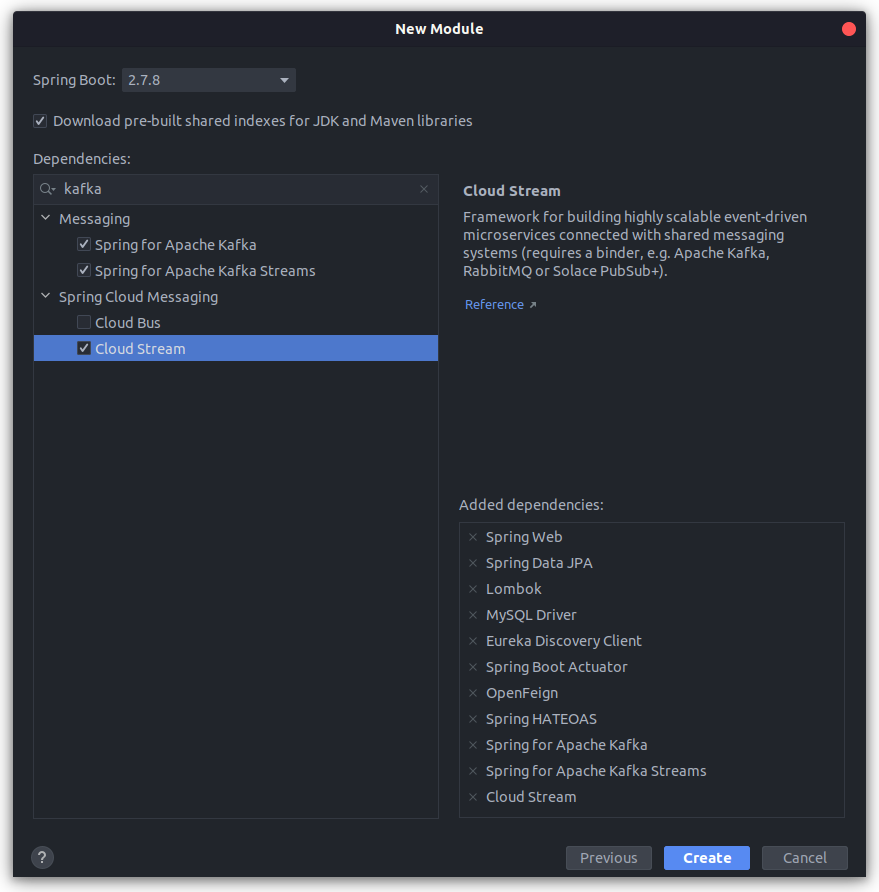 New Module
Spring Boot: 2.7.8
Download pre-built shared indexes for JDK and Maven libraries
Dependencies:
kafka
Messaging
Spring for Apache Kafka
Spring for Apache Kafka Streams
Spring Cloud Messaging
Cloud Bus
Cloud Stream
Cloud Stream
Framework for building highly scalable event-driven
microservices connected with shared messaging
systems (requires a binder, e.g. Apache Kafka,
RabbitMQ or Solace PubSub+).
Reference ↗
Added dependencies:
Spring Web
Spring Data JPA
Lombok
MySQL Driver
Eureka Discovery Client
Spring Boot Actuator
OpenFeign
Spring HATEOAS
Spring for Apache Kafka
Spring for Apache Kafka Streams
Cloud Stream
?
Previous
Create
Cancel